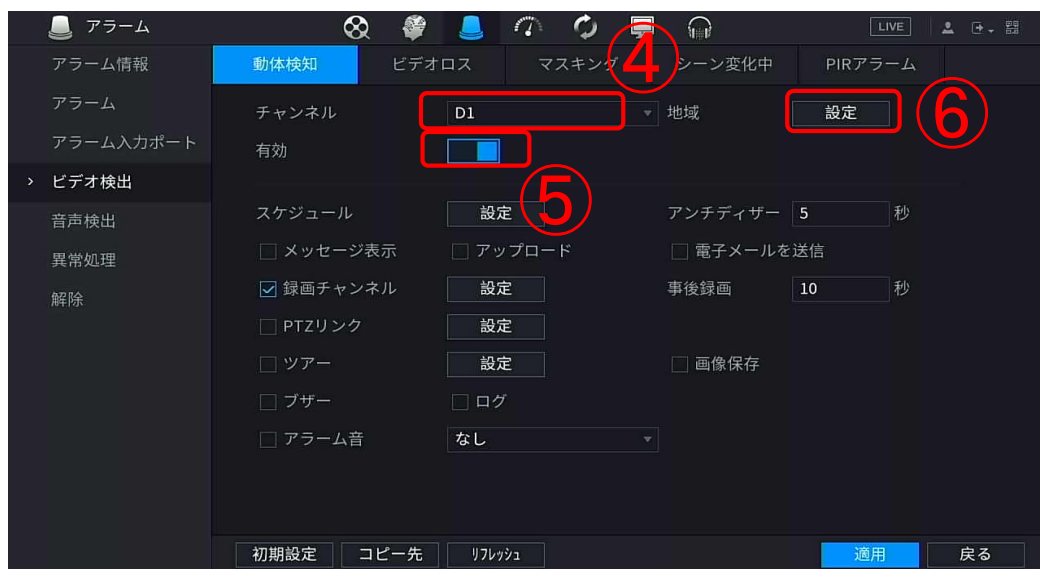 アラーム
LIVE
アラーム情報
アラーム
アラーム入力ポート
ビデオ検出
音声検出
異常処理
解除
動体検知 ビデオロス マスキング シーン変化中 PIRアラーム
④
チャンネル D1 地域 設定
⑥
有効
⑤
スケジュール 設定 アンチディザー 5 秒
メッセージ表示 アップロード 電子メールを送信
録画チャンネル 設定 事後録画 10 秒
PTZリンク 設定
ツアー 設定 画像保存
ブザー ログ
アラーム音 なし
初期設定 コピー先 ﾘﾌﾚｯｼｭ 適用 戻る